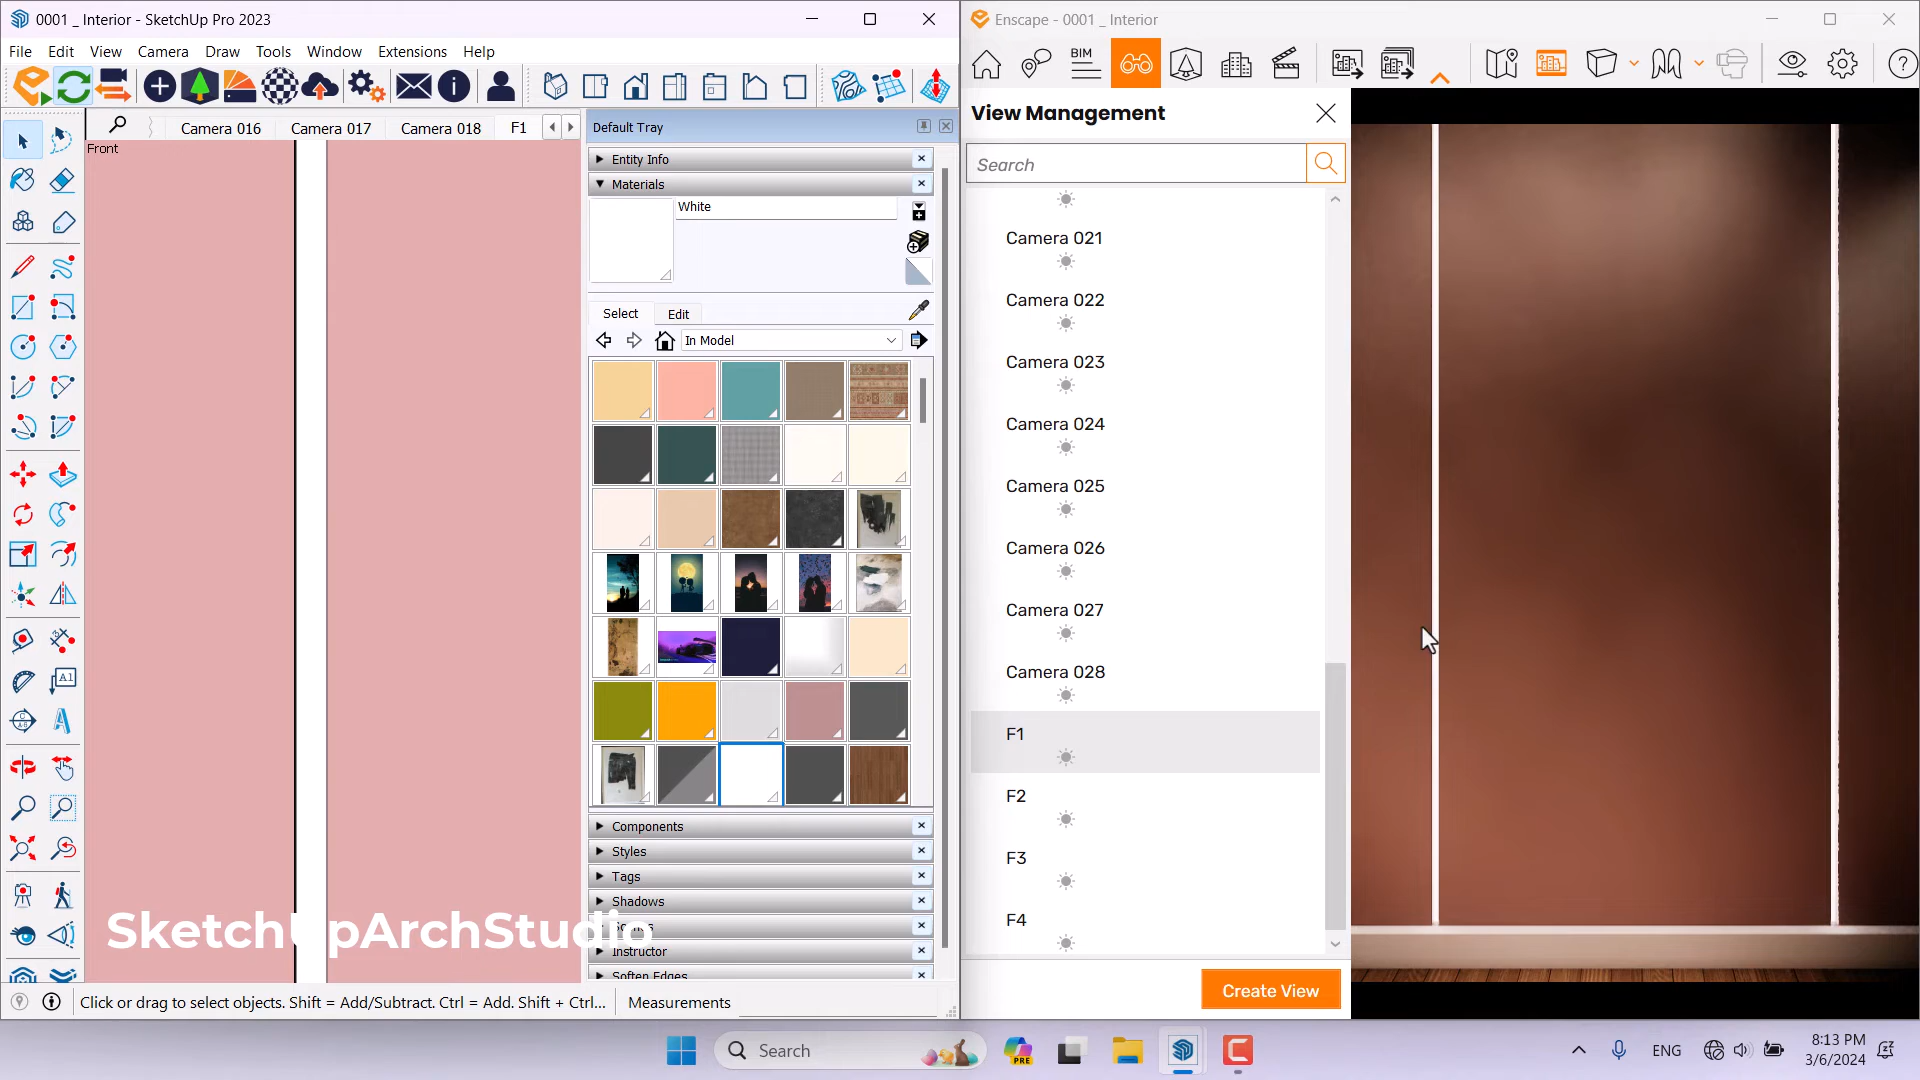 0001 _ Interior - SketchUp Pro 2023
File Edit View Camera Draw Tools Window Extensions Help
Camera 016 Camera 017 Camera 018 F1
Front
Default Tray
Entity Info
Materials
White
Select Edit
In Model
Components
Styles
Tags
Shadows
Instructor
Soften Edges
SketchUpArchStudio
Click or drag to select objects. Shift = Add/Subtract. Ctrl = Add. Shift + Ctrl...
Measurements
Enscape - 0001 _ Interior
BIM
View Management
Search
Camera 021
Camera 022
Camera 023
Camera 024
Camera 025
Camera 026
Camera 027
Camera 028
F1
F2
F3
F4
Create View
Search
PRE
ENG
8:13 PM
3/6/2024